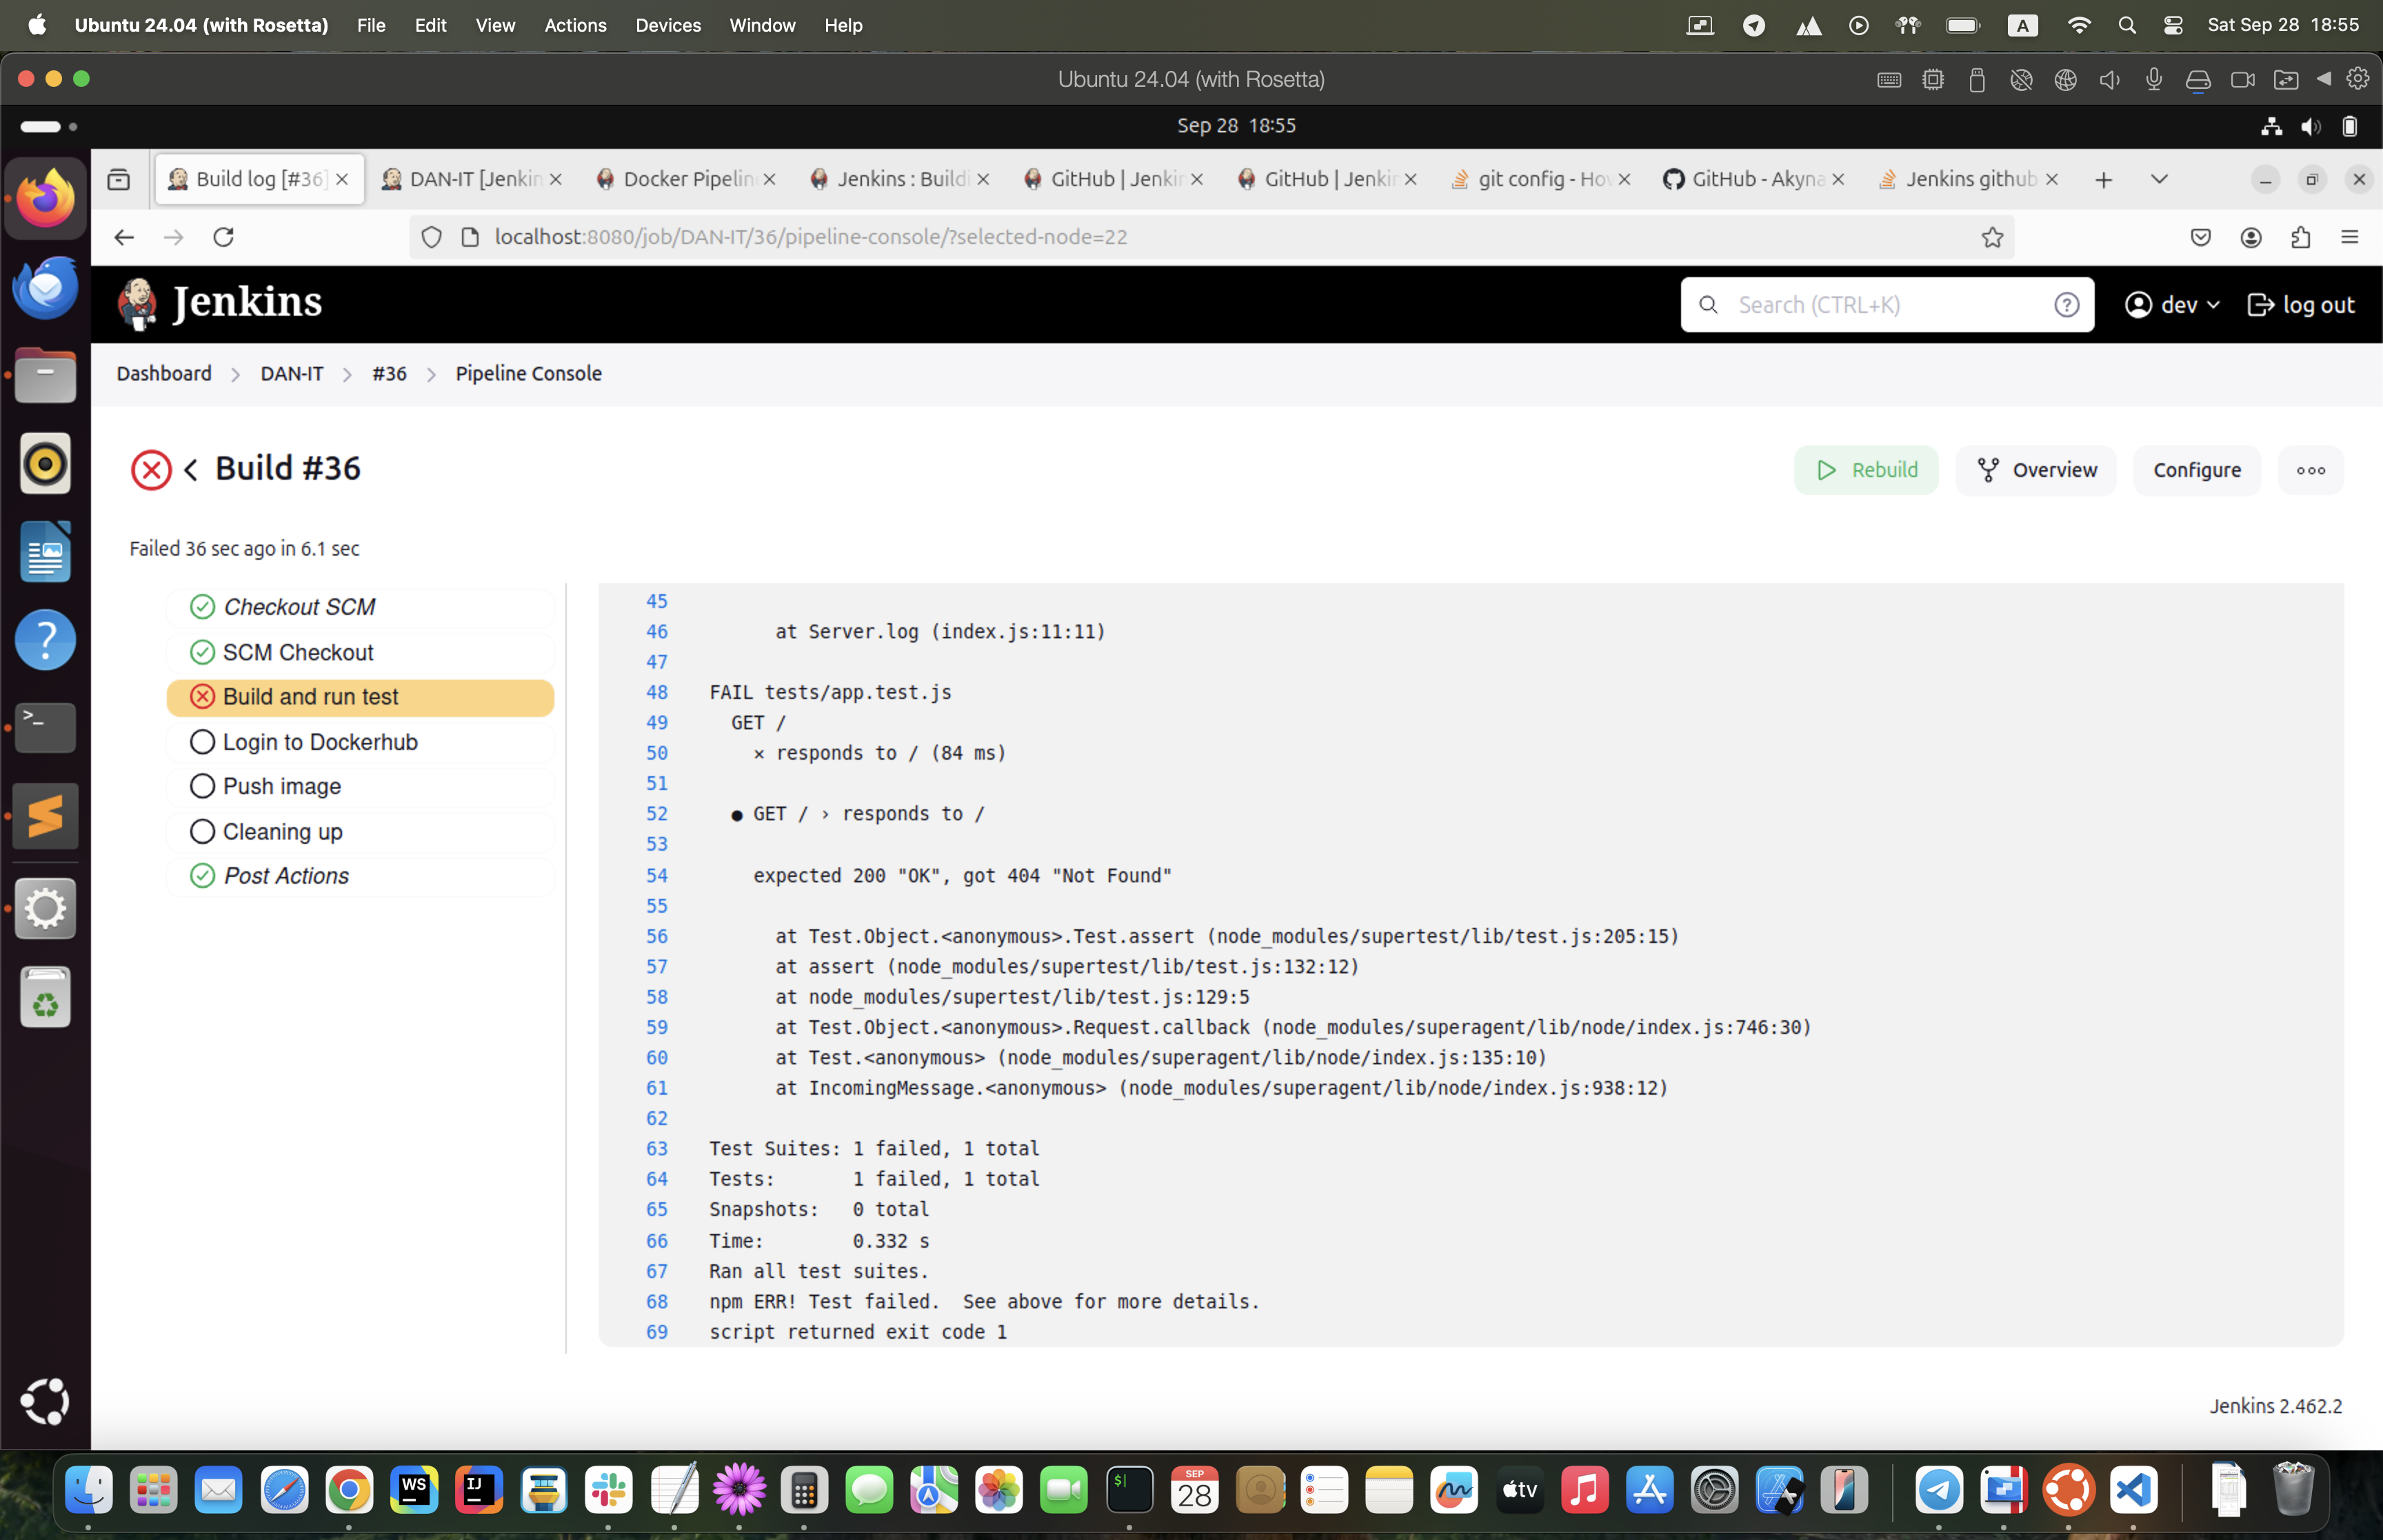 Ubuntu 24.04 (with Rosetta) File Edit View Actions Devices Window Help A Sat Sep 28 18:55
Ubuntu 24.04 (with Rosetta)
Sep 28 18:55
Build log [#36] DAN-IT [Jenkin Docker Pipelin Jenkins : Buildi GitHub | Jenkin GitHub | Jenkin git config - How GitHub - Akyna Jenkins github
localhost:8080/job/DAN-IT/36/pipeline-console/?selected-node=22
Jenkins Search (CTRL+K) dev log out
Dashboard DAN-IT #36 Pipeline Console
Build #36 Rebuild Overview Configure
Failed 36 sec ago in 6.1 sec
Checkout SCM
SCM Checkout
Build and run test
Login to Dockerhub
Push image
Cleaning up
Post Actions
45
46 at Server.log (index.js:11:11)
47
48 FAIL tests/app.test.js
49 GET /
50 × responds to / (84 ms)
51
52 ● GET / › responds to /
53
54 expected 200 "OK", got 404 "Not Found"
55
56 at Test.Object.<anonymous>.Test.assert (node_modules/supertest/lib/test.js:205:15)
57 at assert (node_modules/supertest/lib/test.js:132:12)
58 at node_modules/supertest/lib/test.js:129:5
59 at Test.Object.<anonymous>.Request.callback (node_modules/superagent/lib/node/index.js:746:30)
60 at Test.<anonymous> (node_modules/superagent/lib/node/index.js:135:10)
61 at IncomingMessage.<anonymous> (node_modules/superagent/lib/node/index.js:938:12)
62
63 Test Suites: 1 failed, 1 total
64 Tests: 1 failed, 1 total
65 Snapshots: 0 total
66 Time: 0.332 s
67 Ran all test suites.
68 npm ERR! Test failed. See above for more details.
69 script returned exit code 1
Jenkins 2.462.2
WS IJ $ SEP 28 tv